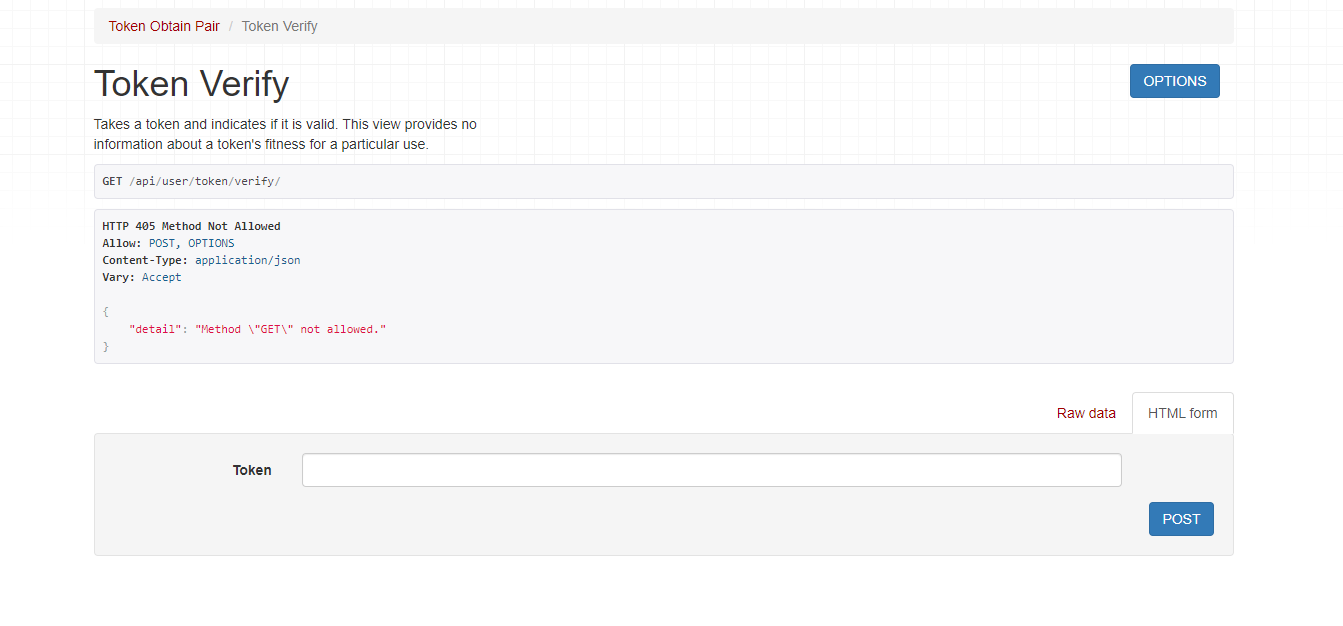 Token Obtain Pair / Token Verify
Token Verify
OPTIONS
Takes a token and indicates if it is valid. This view provides no
information about a token's fitness for a particular use.
GET /api/user/token/verify/
HTTP 405 Method Not Allowed
Allow: POST, OPTIONS
Content-Type: application/json
Vary: Accept
{
    "detail": "Method \"GET\" not allowed."
}
Raw data
HTML form
Token
POST